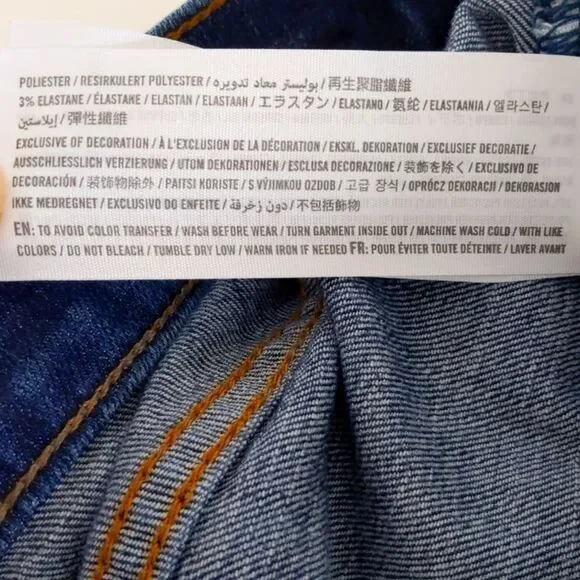 POLIESTER / RESIRKULERT POLYESTER / بوليستر معاد تدويره / 再生聚脂纖維
3% ELASTANE / ÉLASTANE / ELASTAN / ELASTAAN / エラスタン / ELASTANO / 氨纶 / ELASTAANIA / 엘라스탄 /
إيلاستين / 彈性纖維
EXCLUSIVE OF DECORATION / À L'EXCLUSION DE LA DÉCORATION / EKSKL. DEKORATION / EXCLUSIEF DECORATIE /
AUSSCHLIESSLICH VERZIERUNG / UTOM DEKORATIONEN / ESCLUSA DECORAZIONE / 装飾を除く / EXCLUSIVO DE
DECORACIÓN / 装饰物除外 / PAITSI KORISTE / S VÝJIMKOU OZDOB / 고급 장식 / OPRÓCZ DEKORACJI / DEKORASJON
IKKE MEDREGNET / EXCLUSIVO DO ENFEITE / دون زخرفة / 不包括飾物
EN: TO AVOID COLOR TRANSFER / WASH BEFORE WEAR / TURN GARMENT INSIDE OUT / MACHINE WASH COLD / WITH LIKE
COLORS / DO NOT BLEACH / TUMBLE DRY LOW / WARM IRON IF NEEDED FR: POUR ÉVITER TOUTE DÉTEINTE / LAVER AVANT